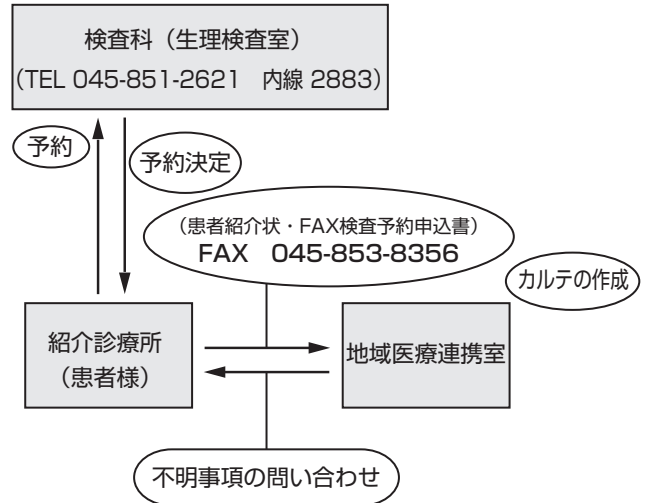 検査科（生理検査室）
（TEL 045-851-2621　内線 2883）
予約
予約決定
（患者紹介状・FAX検査予約申込書）
FAX　045-853-8356
カルテの作成
紹介診療所
（患者様）
地域医療連携室
不明事項の問い合わせ